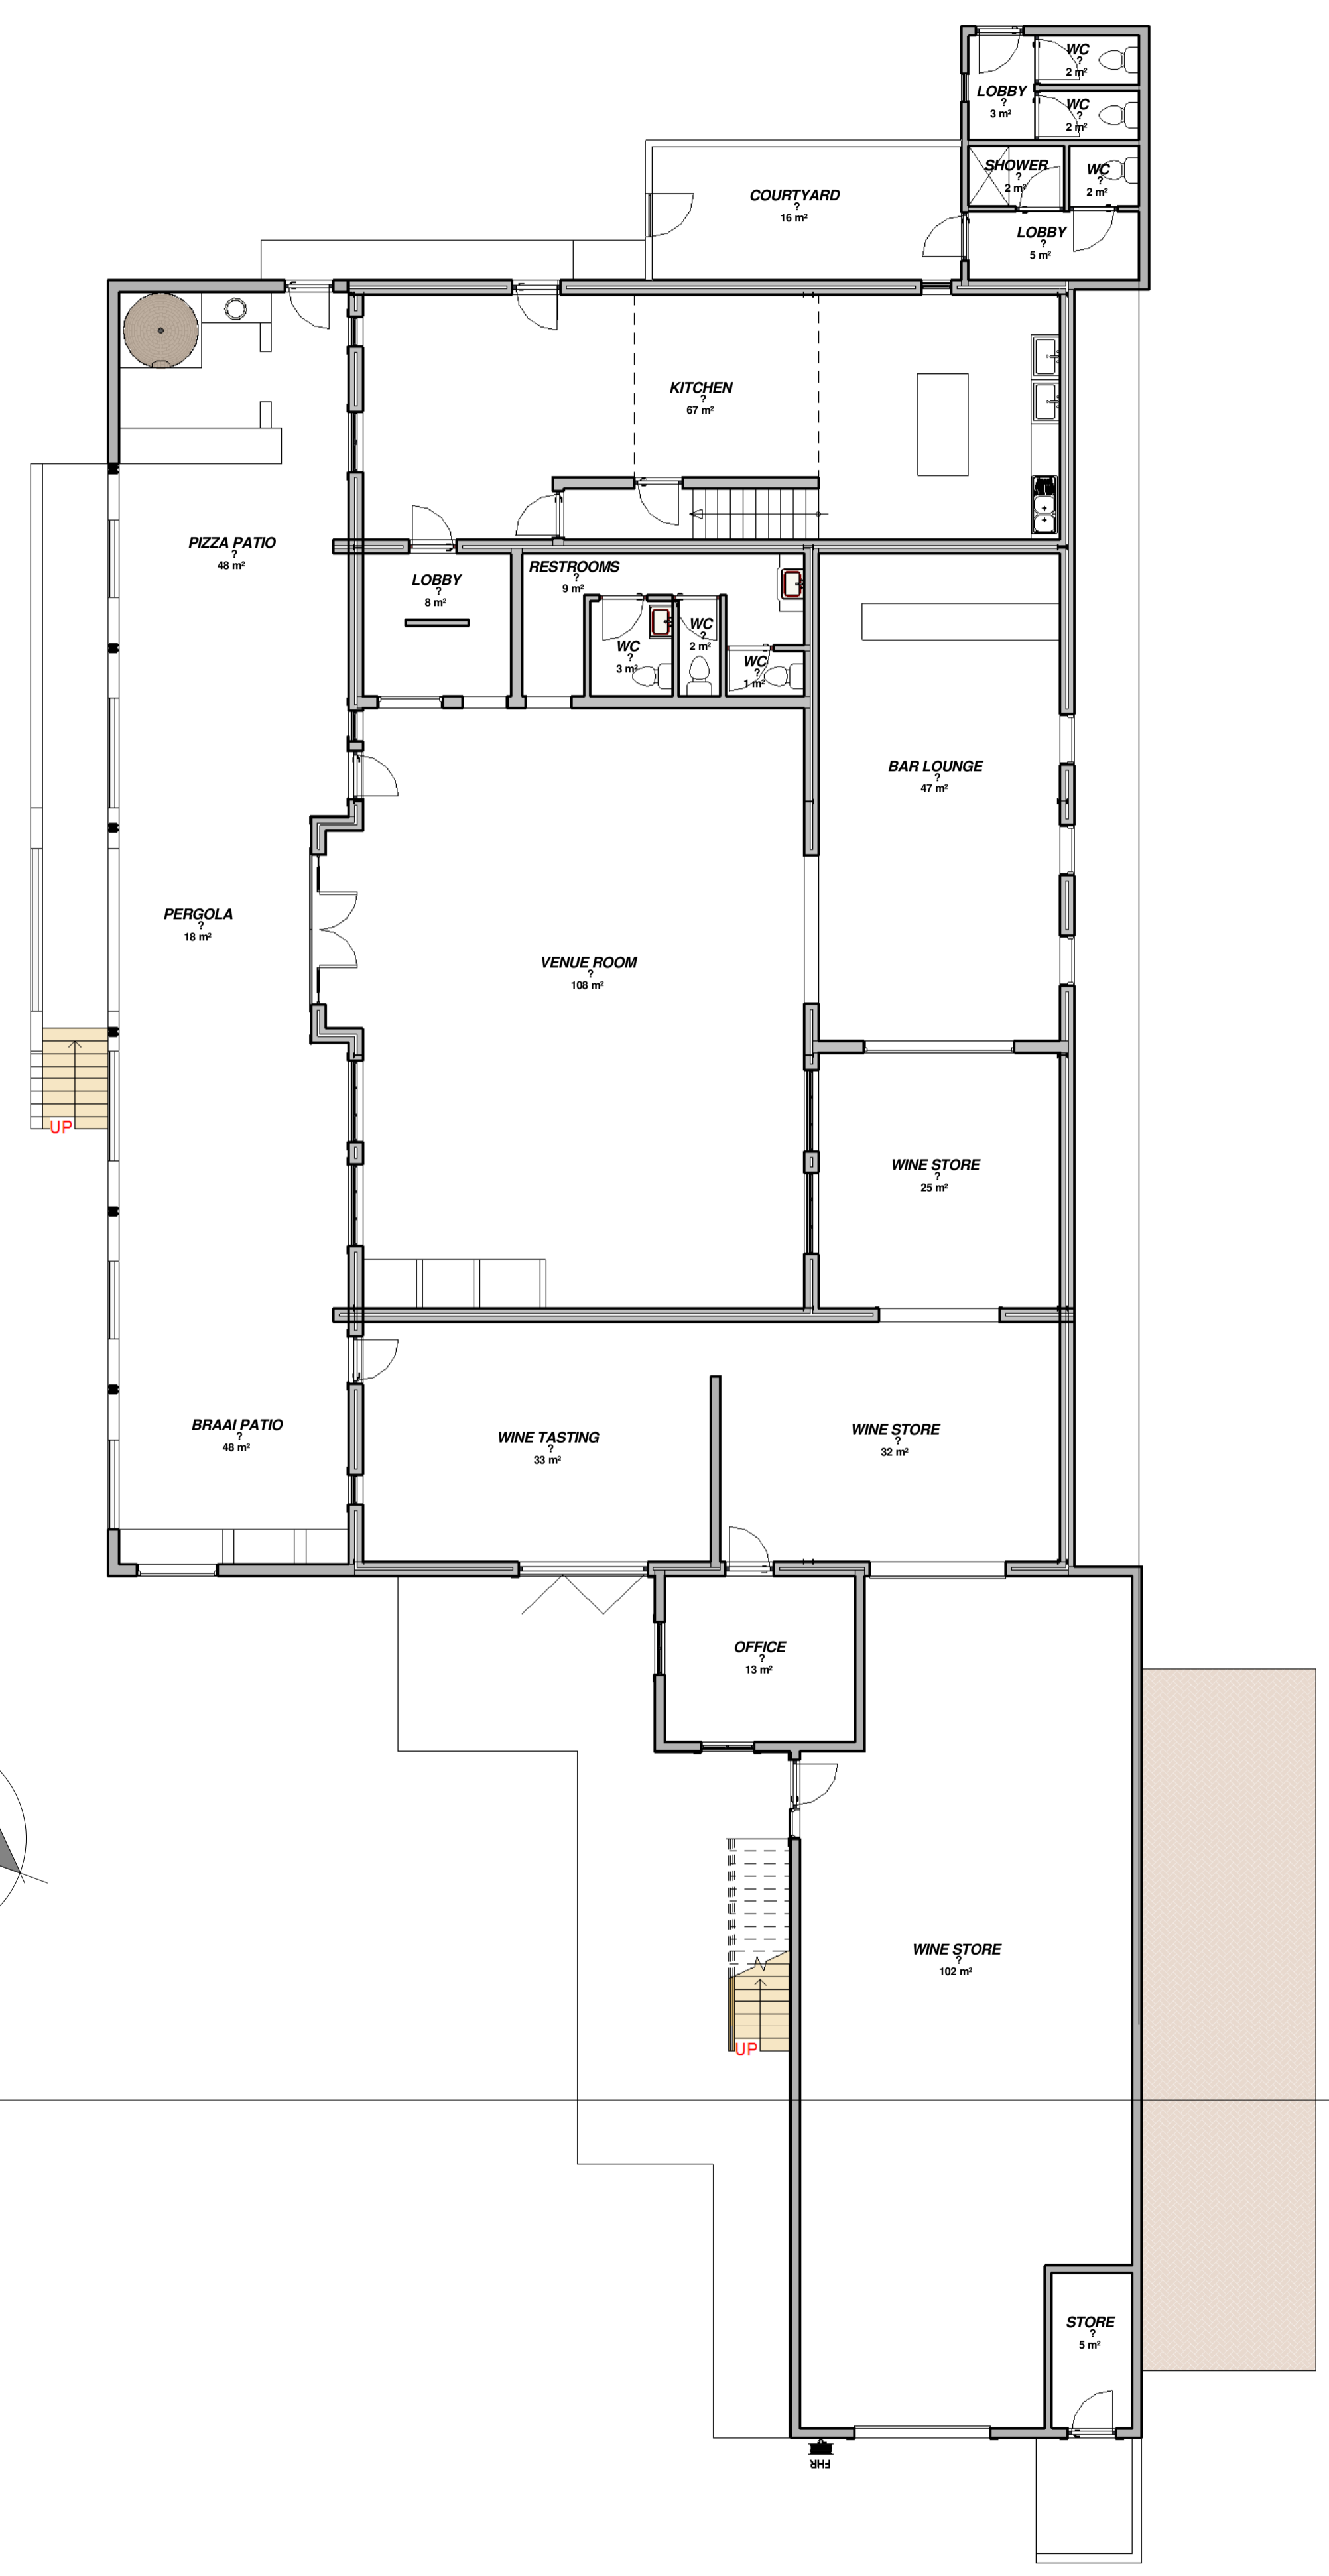 WC
?
2 m²
LOBBY
?
3 m²
WC
?
2 m²
SHOWER
?
2 m²
WC
?
2 m²
COURTYARD
?
16 m²
LOBBY
?
5 m²
KITCHEN
?
67 m²
PIZZA PATIO
?
48 m²
LOBBY
?
8 m²
RESTROOMS
?
9 m²
WC
?
3 m²
WC
?
2 m²
WC
?
1 m²
BAR LOUNGE
?
47 m²
PERGOLA
?
18 m²
VENUE ROOM
?
108 m²
UP
WINE STORE
?
25 m²
BRAAI PATIO
?
48 m²
WINE TASTING
?
33 m²
WINE STORE
?
32 m²
OFFICE
?
13 m²
WINE STORE
?
102 m²
UP
STORE
?
5 m²
FHR